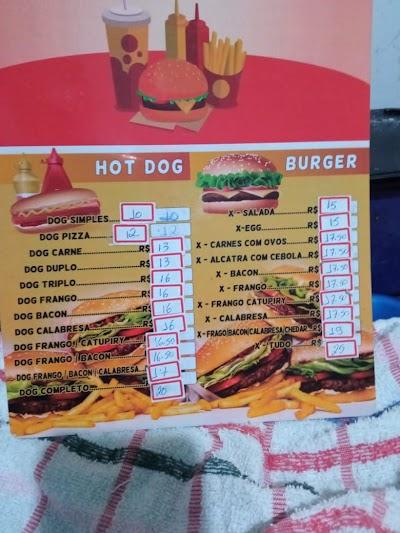 HOT DOG
DOG SIMPLES..... 10 10
DOG PIZZA........... 12 12
DOG CARNE............R$ 13
DOG DUPLO............R$ 13
DOG TRIPLO...........R$ 16
DOG FRANGO.........R$ 16
DOG BACON...........R$ 16
DOG CALABRESA....R$ 16
DOG FRANGO | CATUPIRY...R$ 16,50
DOG FRANGO | BACON.......R$ 16,50
DOG FRANGO | BACON | CALABRESA...R$ 17
DOG COMPLETO.............R$ 20
BURGER
X - SALADA..........R$ 15
X-EGG...............R$ 15
X - CARNES COM OVOS.....R$ 17,50
X - ALCATRA COM CEBOLA..R$ 17,50
X - BACON...........R$ 17,50
X - FRANGO..........R$ 17,50
X - FRANGO CATUPIRY....R$ 17,50
X - CALABRESA.......R$ 17,50
X - FRAGO|BACON|CALABRESA|CHEDAR..R$ 19
X - TUDO........R$